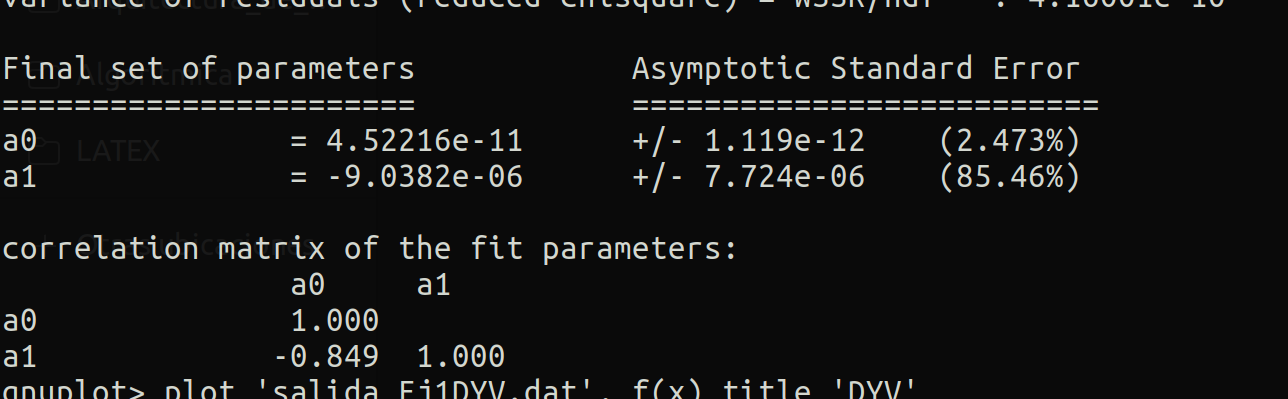 variance of residuals (reduced chisquare) = WSSR/ndf : 4.16001e-10
Final set of parameters Asymptotic Standard Error
======================= ==========================
a0 = 4.52216e-11 +/- 1.119e-12 (2.473%)
a1 = -9.0382e-06 +/- 7.724e-06 (85.46%)
correlation matrix of the fit parameters:
a0 a1
a0 1.000
a1 -0.849 1.000
gnuplot> plot 'salida_Ej1DYV.dat', f(x) title 'DYV'
Algorítmica
LATEX